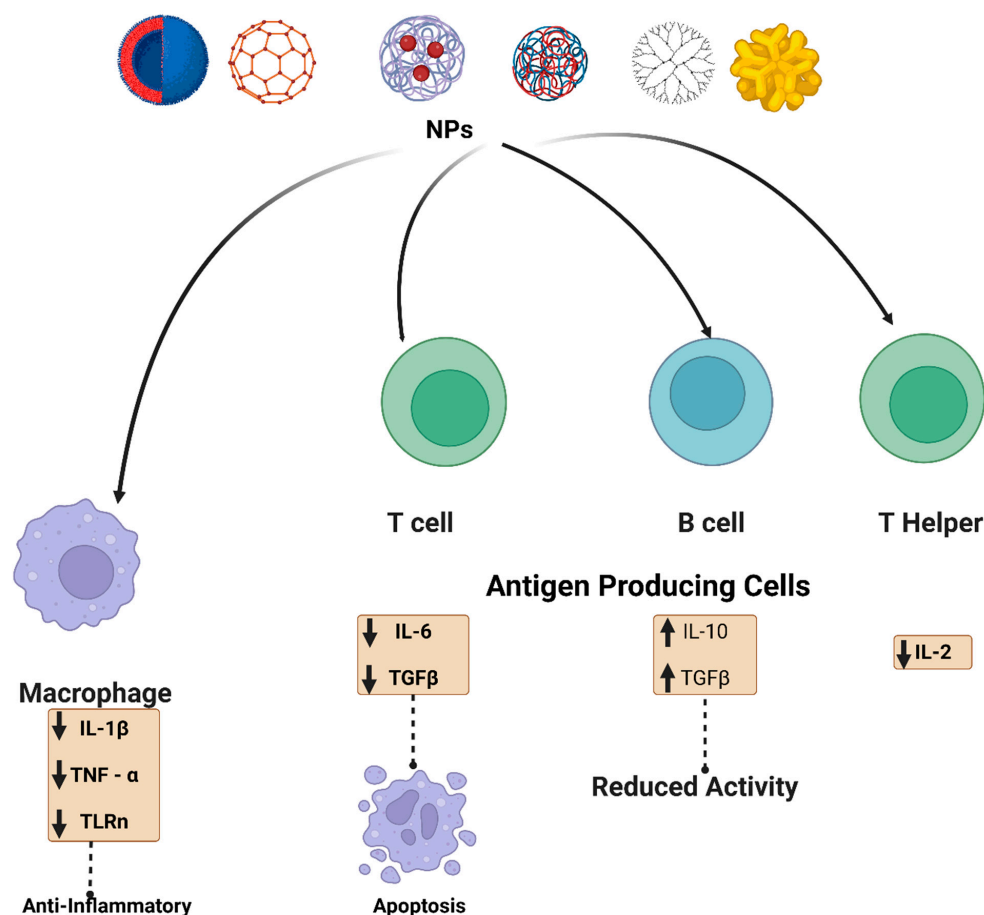 NPs
T cell
B cell
T Helper
Antigen Producing Cells
IL-6
TGFβ
IL-10
TGFβ
IL-2
Macrophage
IL-1β
TNF - α
TLRn
Anti-Inflammatory
Apoptosis
Reduced Activity